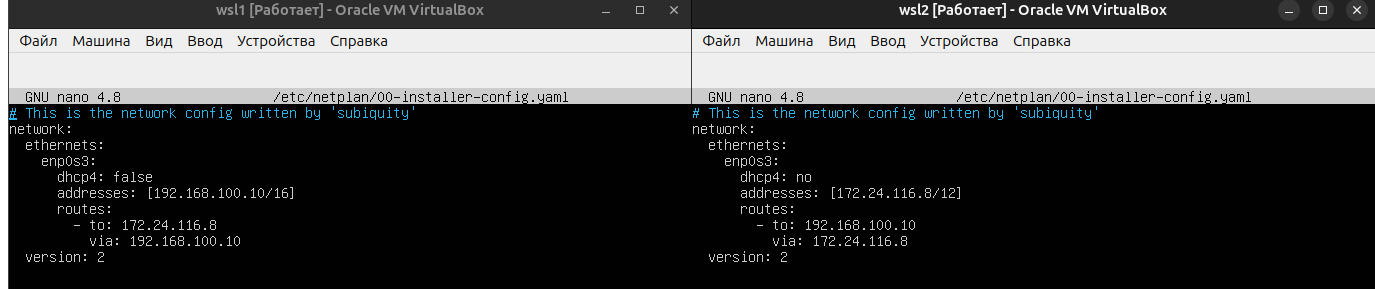 wsl1 [Работает] - Oracle VM VirtualBox
Файл Машина Вид Ввод Устройства Справка
GNU nano 4.8 /etc/netplan/00-installer-config.yaml
# This is the network config written by 'subiquity'
network:
  ethernets:
    enp0s3:
      dhcp4: false
      addresses: [192.168.100.10/16]
      routes:
        - to: 172.24.116.8
          via: 192.168.100.10
  version: 2
wsl2 [Работает] - Oracle VM VirtualBox
Файл Машина Вид Ввод Устройства Справка
GNU nano 4.8 /etc/netplan/00-installer-config.yaml
# This is the network config written by 'subiquity'
network:
  ethernets:
    enp0s3:
      dhcp4: no
      addresses: [172.24.116.8/12]
      routes:
        - to: 192.168.100.10
          via: 172.24.116.8
  version: 2